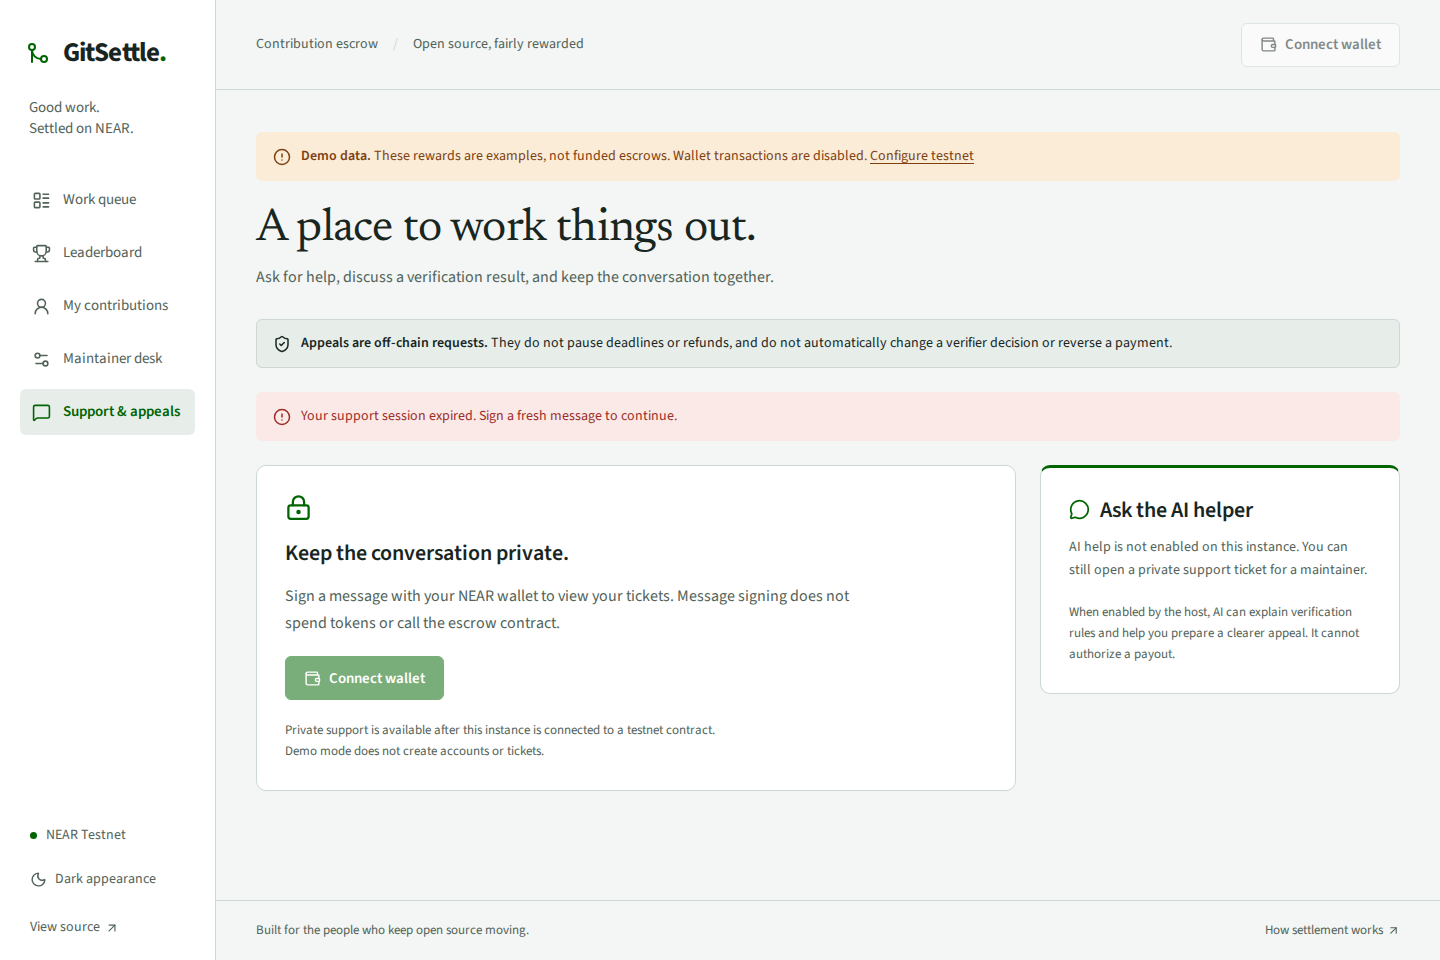 GitSettle.
Good work.
Settled on NEAR.
Work queue
Leaderboard
My contributions
Maintainer desk
Support & appeals
NEAR Testnet
Dark appearance
View source
Contribution escrow / Open source, fairly rewarded
Connect wallet
Demo data. These rewards are examples, not funded escrows. Wallet transactions are disabled. Configure testnet
A place to work things out.
Ask for help, discuss a verification result, and keep the conversation together.
Appeals are off-chain requests. They do not pause deadlines or refunds, and do not automatically change a verifier decision or reverse a payment.
Your support session expired. Sign a fresh message to continue.
Keep the conversation private.
Sign a message with your NEAR wallet to view your tickets. Message signing does not
spend tokens or call the escrow contract.
Connect wallet
Private support is available after this instance is connected to a testnet contract.
Demo mode does not create accounts or tickets.
Ask the AI helper
AI help is not enabled on this instance. You can
still open a private support ticket for a maintainer.
When enabled by the host, AI can explain verification
rules and help you prepare a clearer appeal. It cannot
authorize a payout.
Built for the people who keep open source moving.
How settlement works